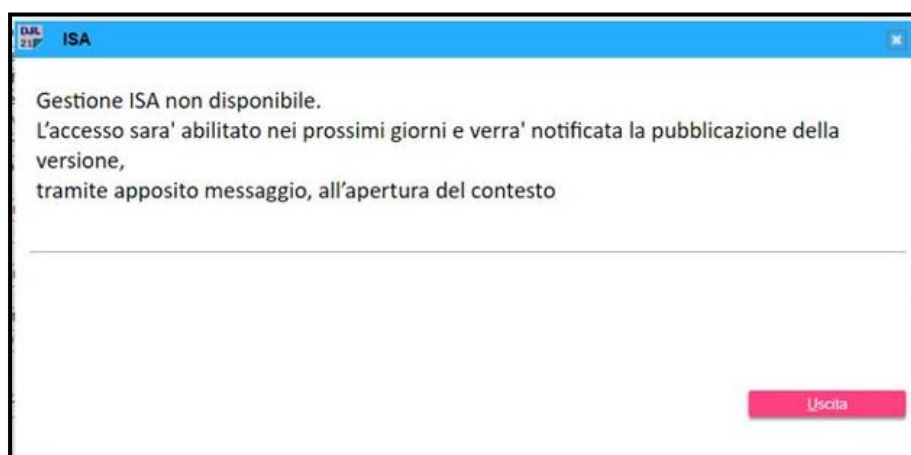 ISA
Gestione ISA non disponibile.
L’accesso sara' abilitato nei prossimi giorni e verra' notificata la pubblicazione della
versione,
tramite apposito messaggio, all’apertura del contesto
Uscita